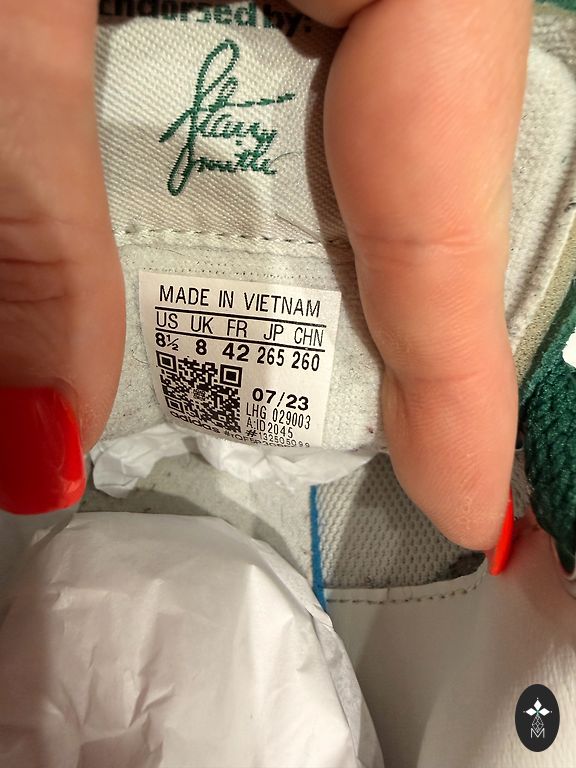 Endorsed by:
Stan
Smith
MADE IN VIETNAM
US UK FR JP CHN
8½ 8 42 265 260
07/23
LHG 029003
A:ID2045
adidas
M